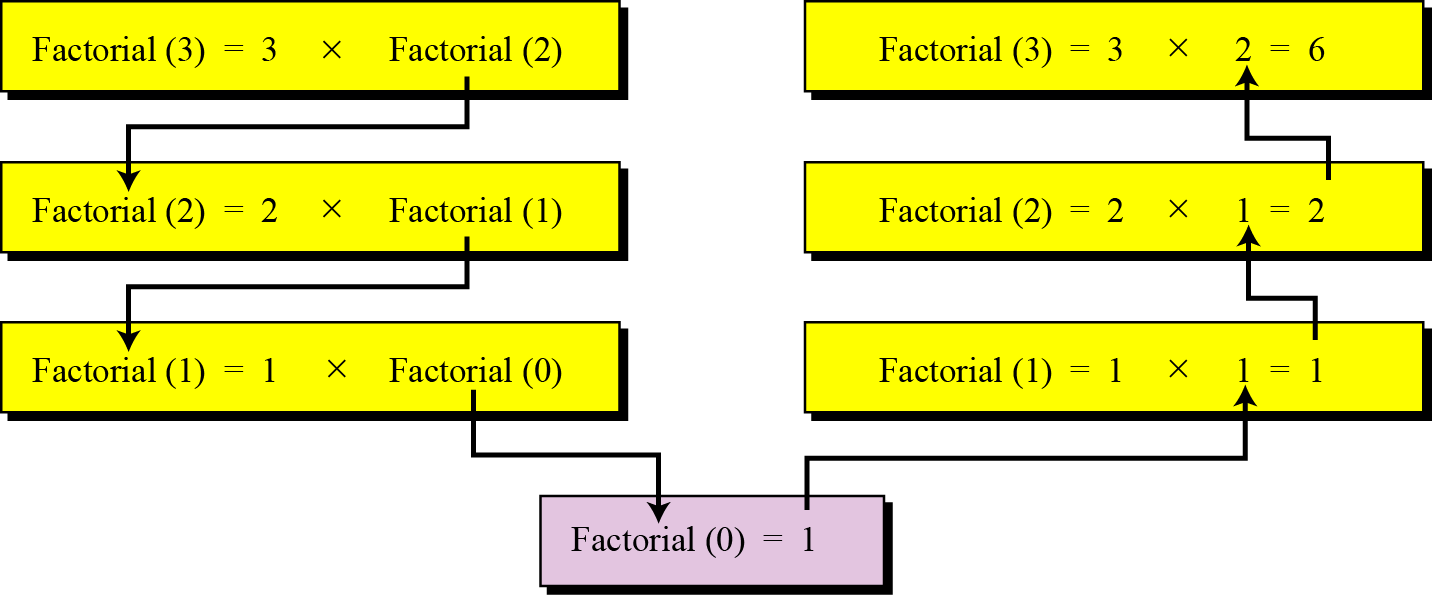 Factorial (3) = 3 × Factorial (2)
Factorial (2) = 2 × Factorial (1)
Factorial (1) = 1 × Factorial (0)
Factorial (0) = 1
Factorial (1) = 1 × 1 = 1
Factorial (2) = 2 × 1 = 2
Factorial (3) = 3 × 2 = 6